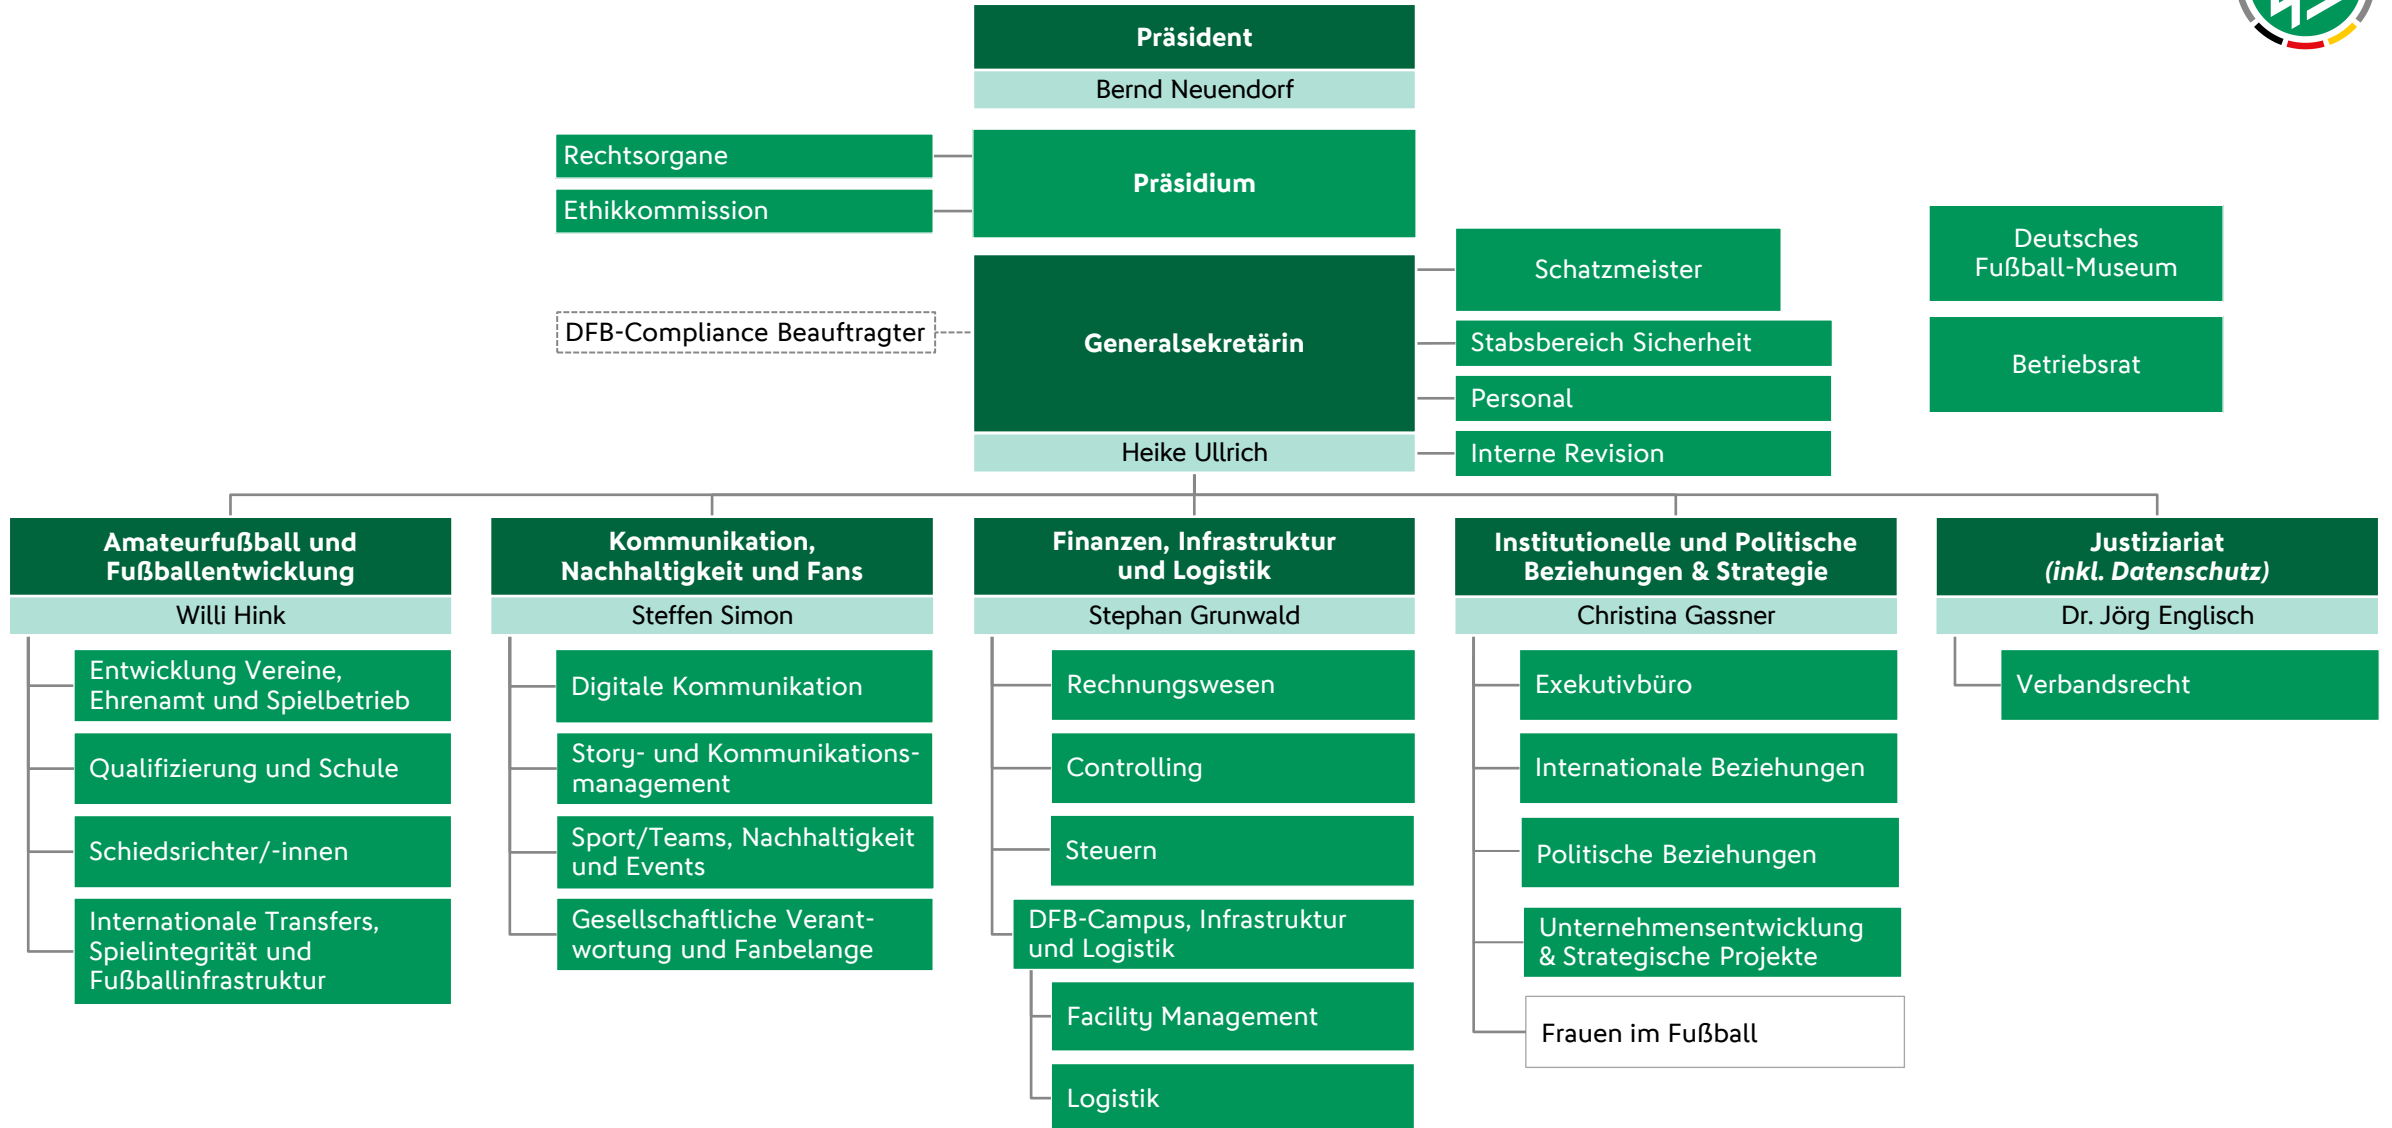 Präsident
Bernd Neuendorf
Rechtsorgane
Präsidium
Ethikkommission
Schatzmeister
Deutsches
Fußball-Museum
DFB-Compliance Beauftragter
Generalsekretärin
Stabsbereich Sicherheit
Betriebsrat
Personal
Heike Ullrich
Interne Revision
Amateurfußball und
Fußballentwicklung
Willi Hink
Entwicklung Vereine,
Ehrenamt und Spielbetrieb
Qualifizierung und Schule
Schiedsrichter/-innen
Internationale Transfers,
Spielintegrität und
Fußballinfrastruktur
Kommunikation,
Nachhaltigkeit und Fans
Steffen Simon
Digitale Kommunikation
Story- und Kommunikations-
management
Sport/Teams, Nachhaltigkeit
und Events
Gesellschaftliche Verant-
wortung und Fanbelange
Finanzen, Infrastruktur
und Logistik
Stephan Grunwald
Rechnungswesen
Controlling
Steuern
DFB-Campus, Infrastruktur
und Logistik
Facility Management
Logistik
Institutionelle und Politische
Beziehungen & Strategie
Christina Gassner
Exekutivbüro
Internationale Beziehungen
Politische Beziehungen
Unternehmensentwicklung
& Strategische Projekte
Frauen im Fußball
Justiziariat
(inkl. Datenschutz)
Dr. Jörg Englisch
Verbandsrecht